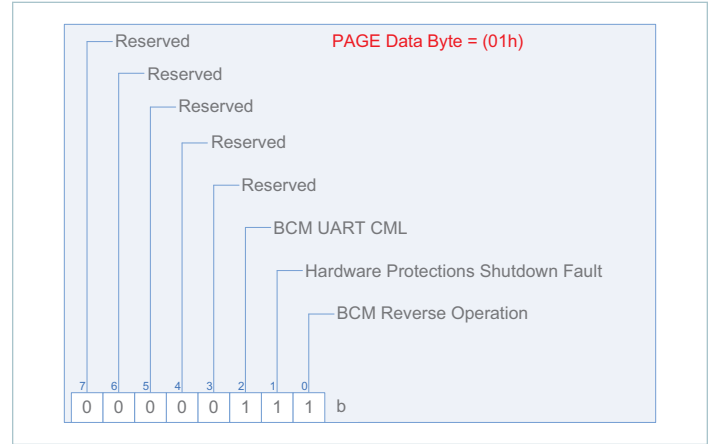 Reserved PAGE Data Byte = (01h)
Reserved
Reserved
Reserved
Reserved
BCM UART CML
Hardware Protections Shutdown Fault
BCM Reverse Operation
7 6 5 4 3 2 1 0
0 0 0 0 0 1 1 1 b